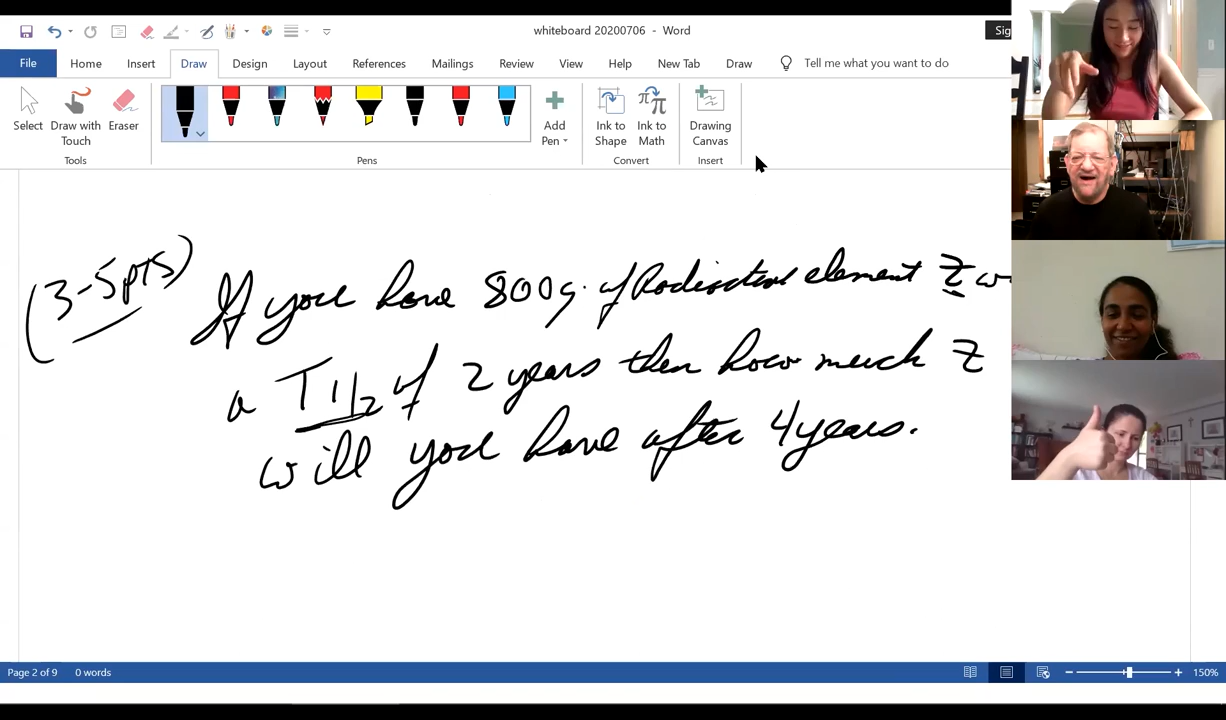 whiteboard 20200706 - Word
Sig
File Home Insert Draw Design Layout References Mailings Review View Help New Tab Draw Tell me what you want to do
Select Draw with Touch Eraser Add Pen Ink to Shape Ink to Math Drawing Canvas
Tools Pens Convert Insert
(3-5pts) If you have 800g. of Radioactive element Z w
a T 1/2 of 2 years then how much Z
will you have after 4 years.
Page 2 of 9 0 words 150%